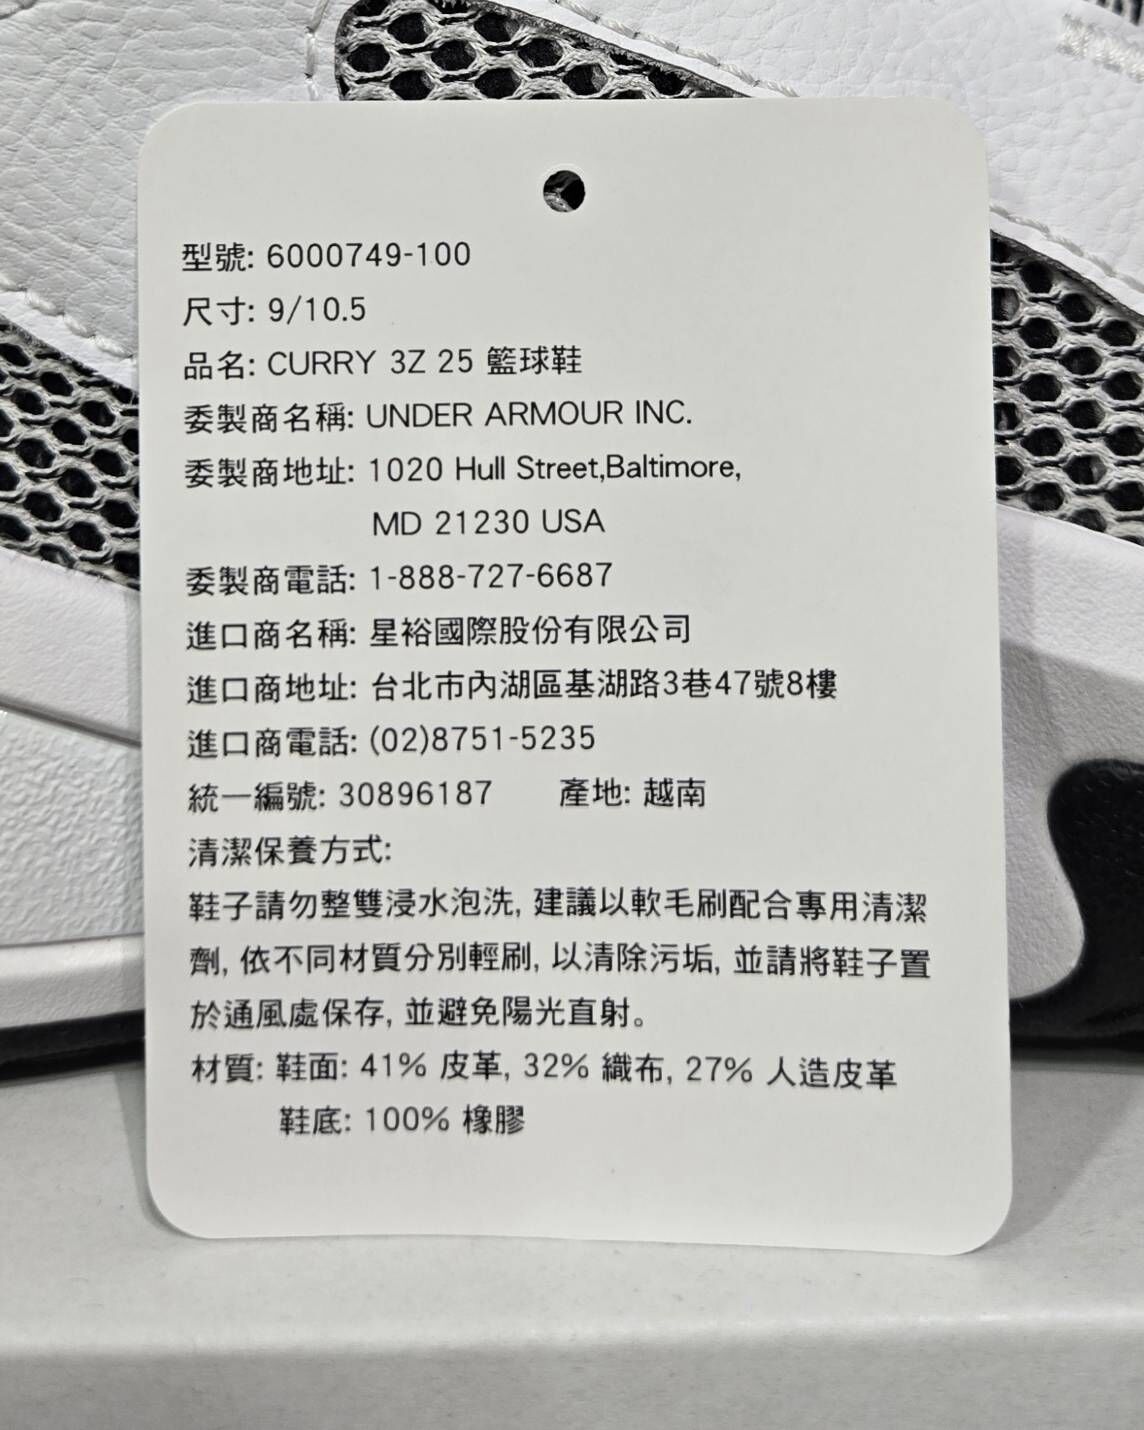 型號: 6000749-100
尺寸: 9/10.5
品名: CURRY 3Z 25 籃球鞋
委製商名稱: UNDER ARMOUR INC.
委製商地址: 1020 Hull Street,Baltimore,
MD 21230 USA
委製商電話: 1-888-727-6687
進口商名稱: 星裕國際股份有限公司
進口商地址: 台北市內湖區基湖路3巷47號8樓
進口商電話: (02)8751-5235
統一編號: 30896187 產地: 越南
清潔保養方式:
鞋子請勿整雙浸水泡洗, 建議以軟毛刷配合專用清潔
劑, 依不同材質分別輕刷, 以清除污垢, 並請將鞋子置
於通風處保存, 並避免陽光直射。
材質: 鞋面: 41% 皮革, 32% 織布, 27% 人造皮革
鞋底: 100% 橡膠